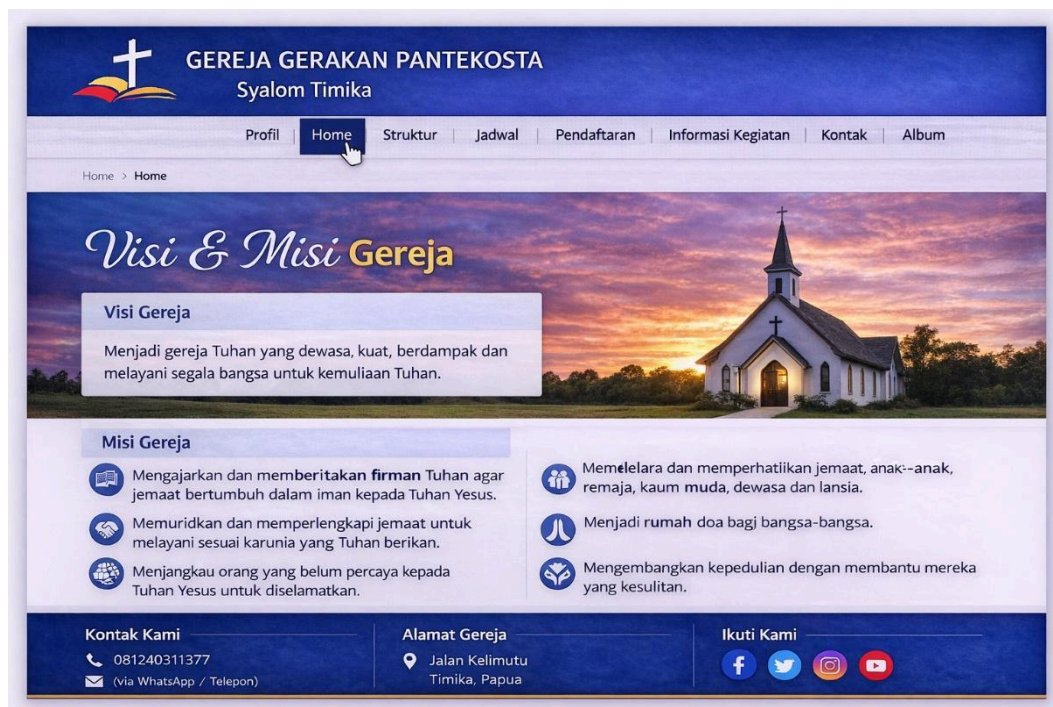 GEREJA GERAKAN PANTEKOSTA
Syalom Timika
Profil | Home | Struktur | Jadwal | Pendaftaran | Informasi Kegiatan | Kontak | Album
Home > Home
Visi & Misi Gereja
Visi Gereja
Menjadi gereja Tuhan yang dewasa, kuat, berdampak dan
melayani segala bangsa untuk kemuliaan Tuhan.
Misi Gereja
Mengajarkan dan memberitakan firman Tuhan agar
jemaat bertumbuh dalam iman kepada Tuhan Yesus.
Memuridkan dan memperlengkapi jemaat untuk
melayani sesuai karunia yang Tuhan berikan.
Menjangkau orang yang belum percaya kepada
Tuhan Yesus untuk diselamatkan.
dan memperhatiikan jemaat, anak--anak,
remaja, kaum muda, dewasa dan lansia.
Menjadi rumah doa bagj bangsa-bangsa.
Mengembangkan kepedulian dengan membantu mereka
yang kesulitan.
Kontak Kami
081240311377
(via WhatsApp / Telepon)
Alamat Gereja
Jalan Kelimutu
Timika, Papua
Ikuti Kami